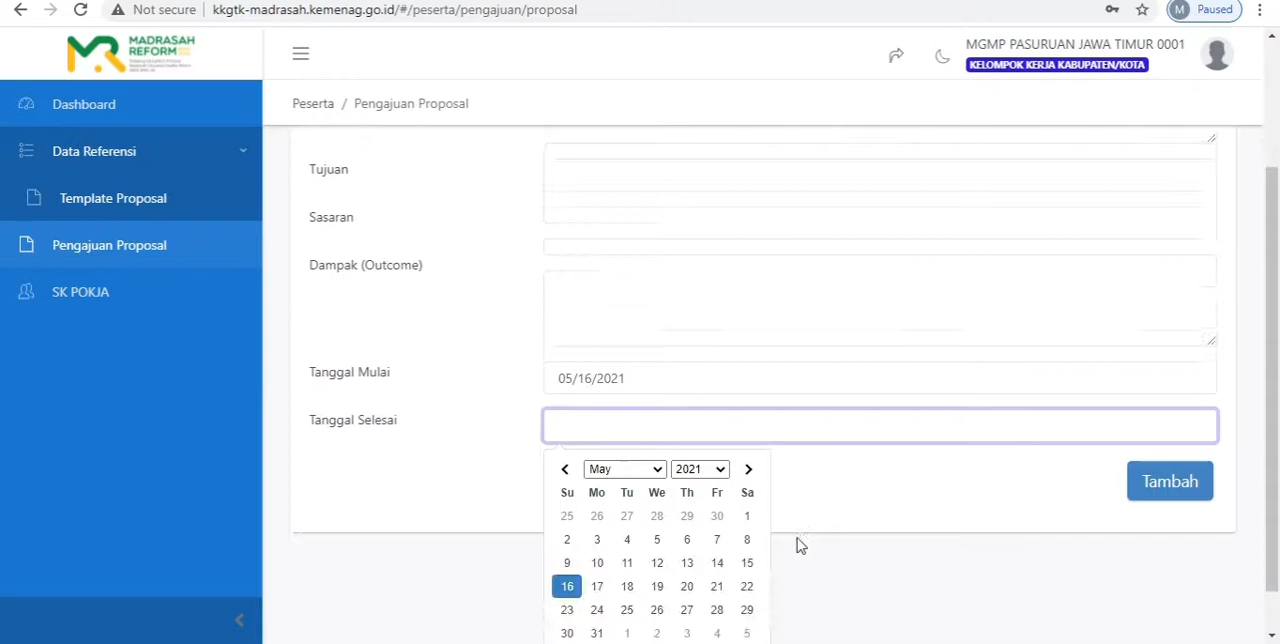 Not secure
kkgtk-madrasah.kemenag.go.id/#/peserta/pengajuan/proposal
M
Paused
MADRASAH
REFORM
MGMP PASURUAN JAWA TIMUR 0001
KELOMPOK KERJA KABUPATEN/KOTA
Dashboard
Peserta / Pengajuan Proposal
Data Referensi
Template Proposal
Pengajuan Proposal
SK POKJA
Tujuan
Sasaran
Dampak (Outcome)
Tanggal Mulai
05/16/2021
Tanggal Selesai
May 2021
Su Mo Tu We Th Fr Sa
25 26 27 28 29 30 1
2 3 4 5 6 7 8
9 10 11 12 13 14 15
16 17 18 19 20 21 22
23 24 25 26 27 28 29
30 31 1 2 3 4 5
Tambah